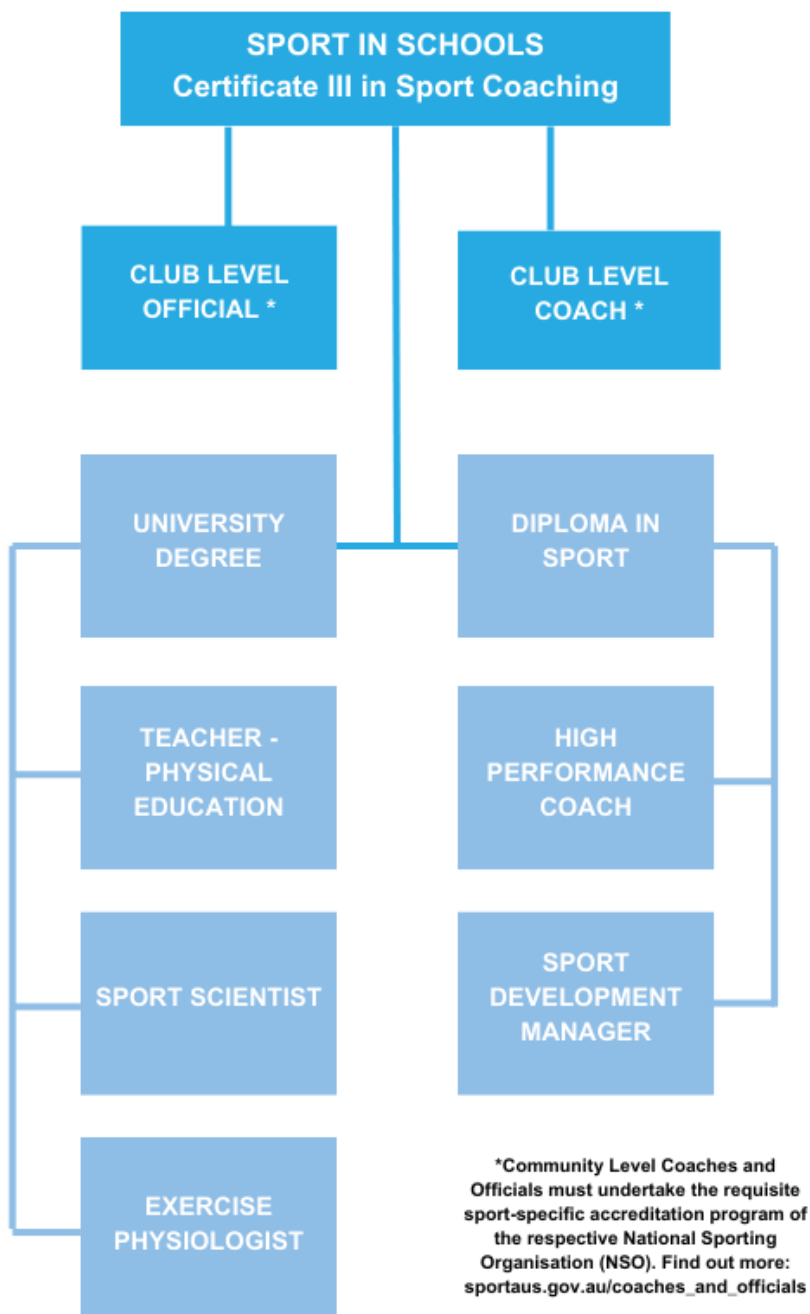 SPORT IN SCHOOLS
Certificate III in Sport Coaching
CLUB LEVEL
OFFICIAL *
CLUB LEVEL
COACH *
UNIVERSITY
DEGREE
DIPLOMA IN
SPORT
TEACHER -
PHYSICAL
EDUCATION
HIGH
PERFORMANCE
COACH
SPORT SCIENTIST
SPORT
DEVELOPMENT
MANAGER
EXERCISE
PHYSIOLOGIST
*Community Level Coaches and
Officials must undertake the requisite
sport-specific accreditation program of
the respective National Sporting
Organisation (NSO). Find out more:
sportaus.gov.au/coaches_and_officials